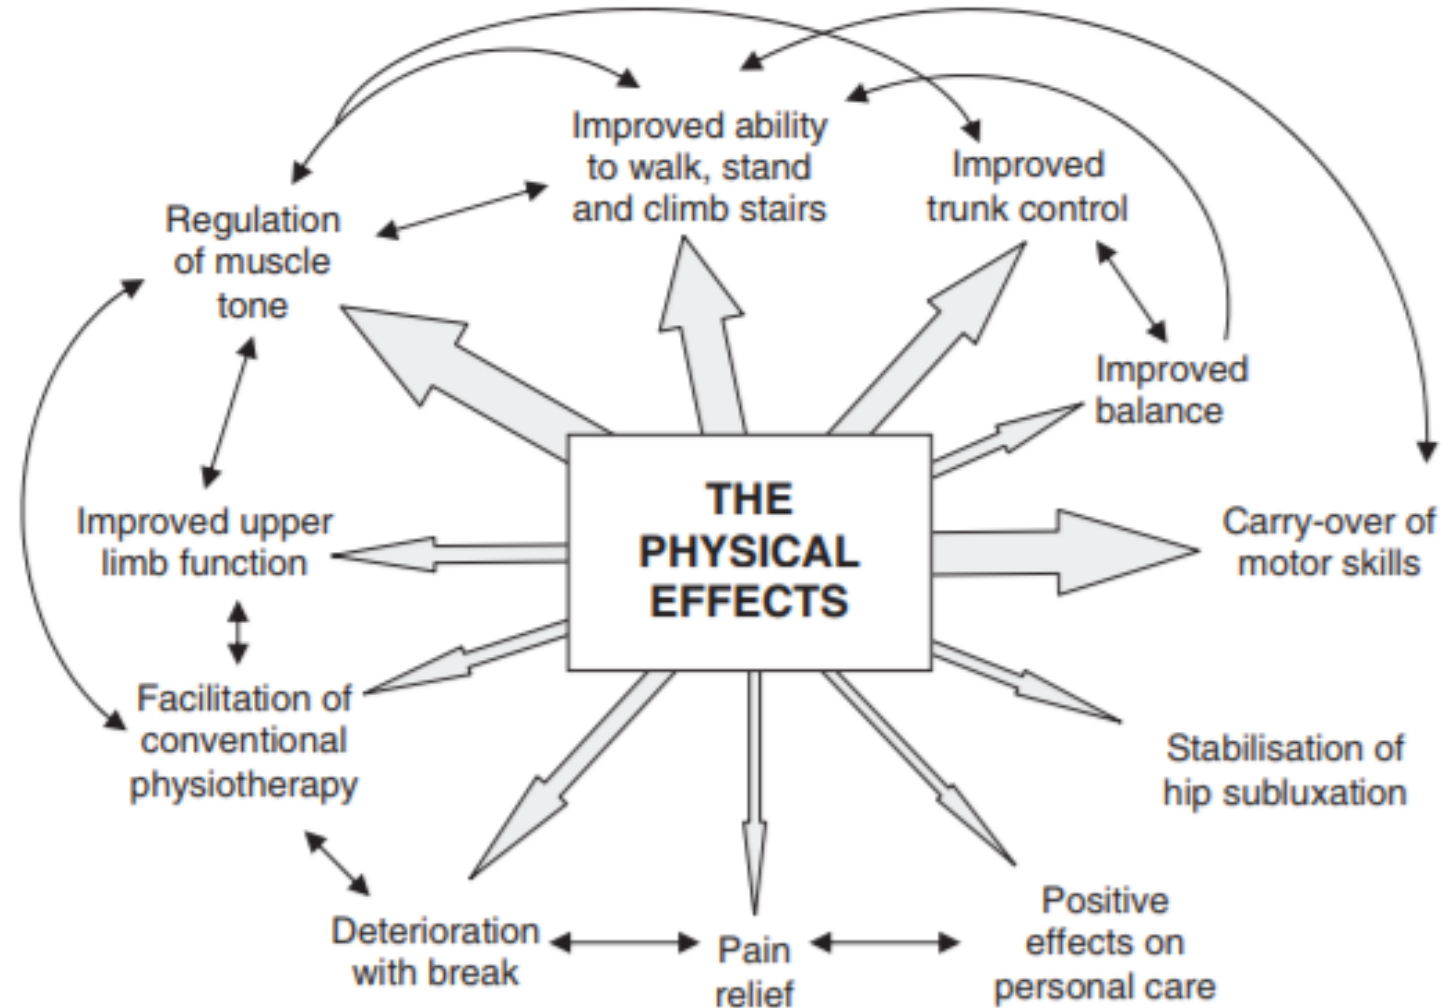 Improved ability
to walk, stand
and climb stairs
Improved
trunk control
Regulation
of muscle
tone
Improved
balance
THE
PHYSICAL
EFFECTS
Improved upper
limb function
Carry-over of
motor skills
Facilitation of
conventional
physiotherapy
Stabilisation of
hip subluxation
Deterioration
with break
Pain
relief
Positive
effects on
personal care